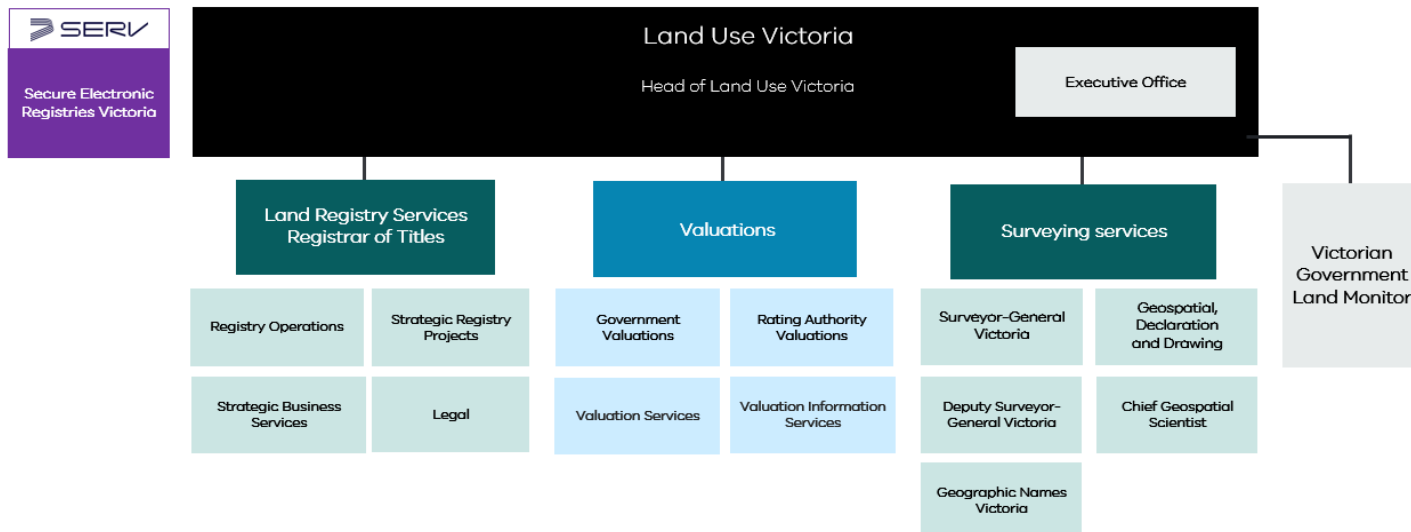 SERV
Secure Electronic
Registries Victoria
Land Use Victoria
Head of Land Use Victoria
Executive Office
Land Registry Services
Registrar of Titles
Valuations
Surveying services
Victorian
Government
Land Monitor
Registry Operations
Strategic Registry
Projects
Strategic Business
Services
Legal
Government
Valuations
Rating Authority
Valuations
Valuation Services
Valuation Information
Services
Surveyor-General
Victoria
Geospatial,
Declaration
and Drawing
Deputy Surveyor-
General Victoria
Chief Geospatial
Scientist
Geographic Names
Victoria